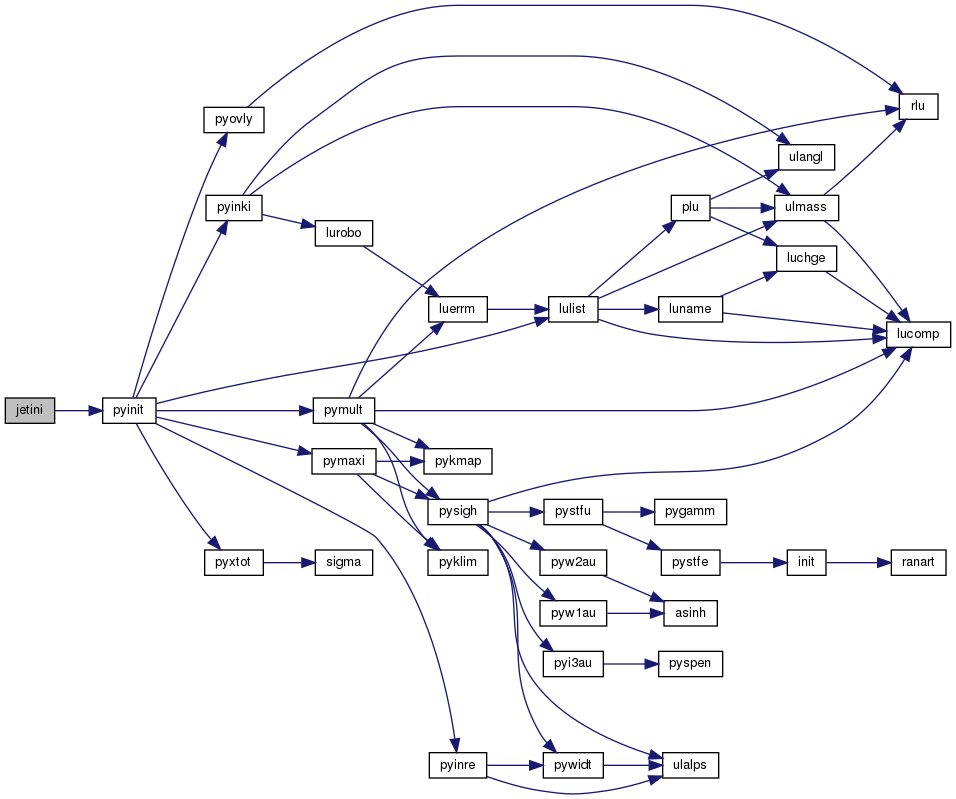 rlu
pyovly
ulangl
pyinki
plu
ulmass
lurobo
luchge
luerrm
lulist
luname
lucomp
jetini
pyinit
pymult
pymaxi
pykmap
pysigh
pystfu
pygamm
pyxtot
sigma
pyklim
pyw2au
pystfe
init
ranart
pyw1au
asinh
pyi3au
pyspen
pyinre
pywidt
ulalps